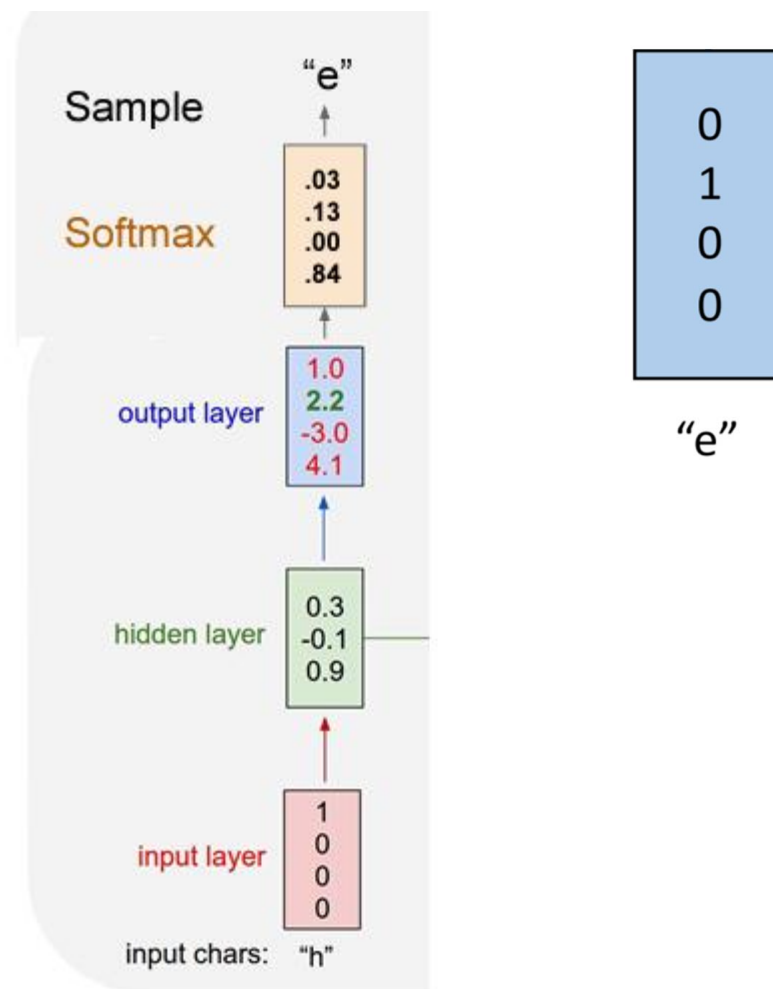 “e”
Sample
.03
.13
.00
.84
Softmax
1.0
2.2
-3.0
4.1
output layer
0.3
-0.1
0.9
hidden layer
1
0
0
0
input layer
input chars: “h”
0
1
0
0
“e”